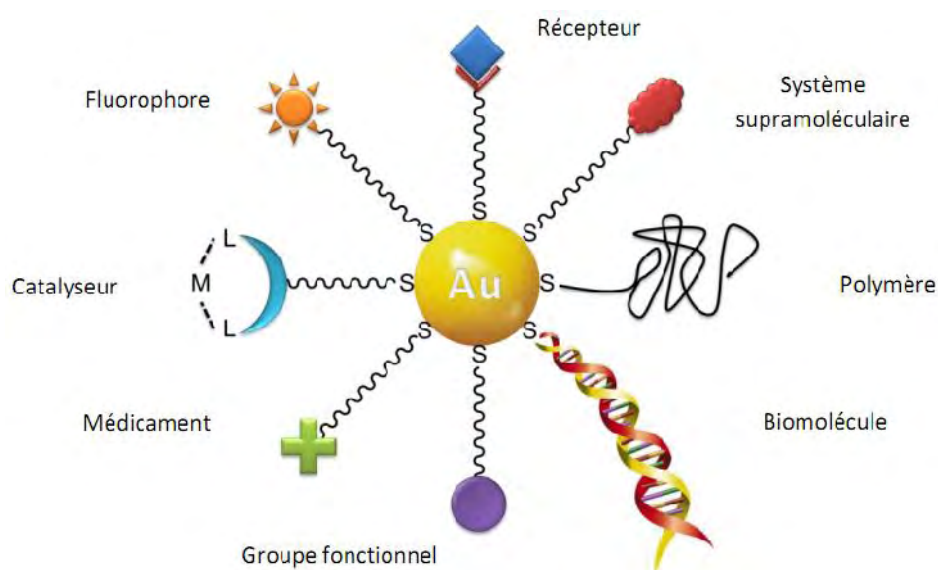 Récepteur
Fluorophore
Système
supramoléculaire
S
S
S
L
Catalyseur
M
S
Au
S
Polymère
L
S
S
S
Médicament
Biomolécule
Groupe fonctionnel